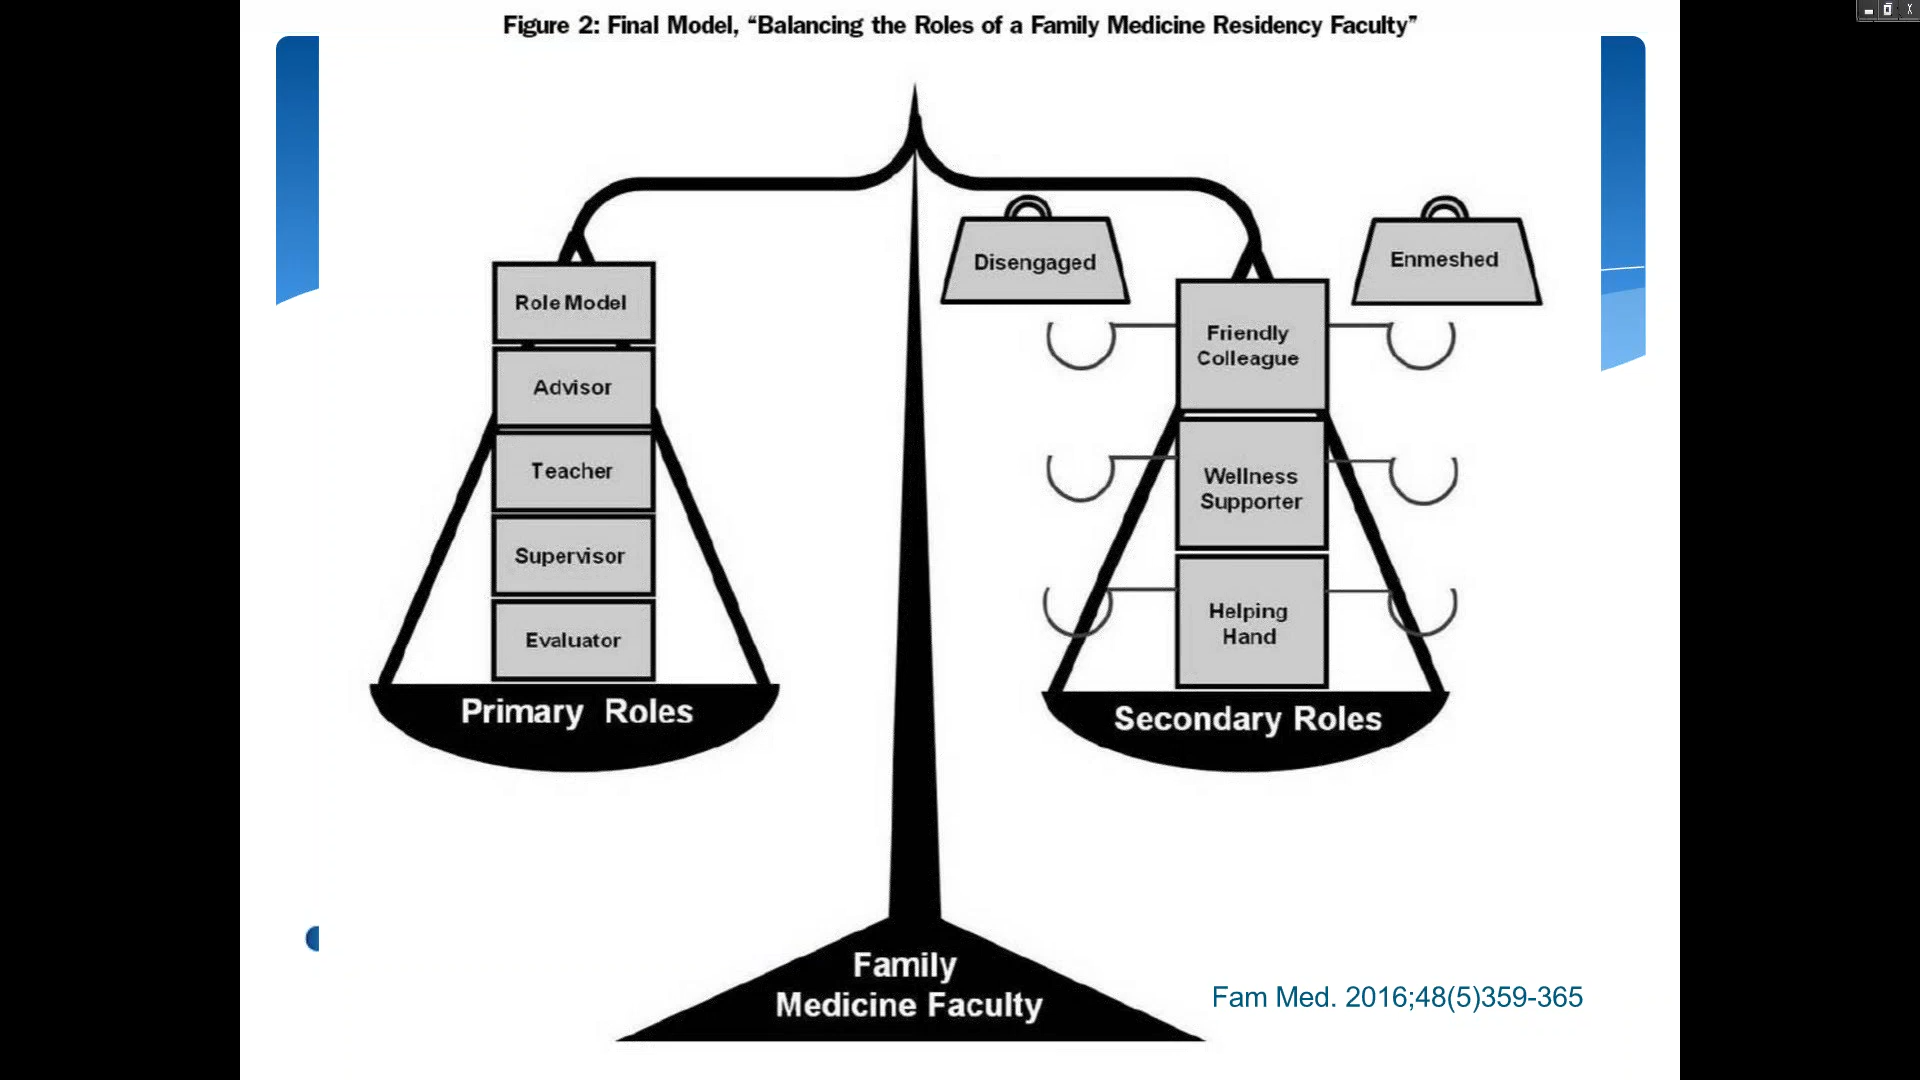 Figure 2: Final Model, “Balancing the Roles of a Family Medicine Residency Faculty”
Disengaged
Enmeshed
Role Model
Advisor
Teacher
Supervisor
Evaluator
Primary Roles
Friendly
Colleague
Wellness
Supporter
Helping
Hand
Secondary Roles
Family
Medicine Faculty
Fam Med. 2016;48(5)359-365